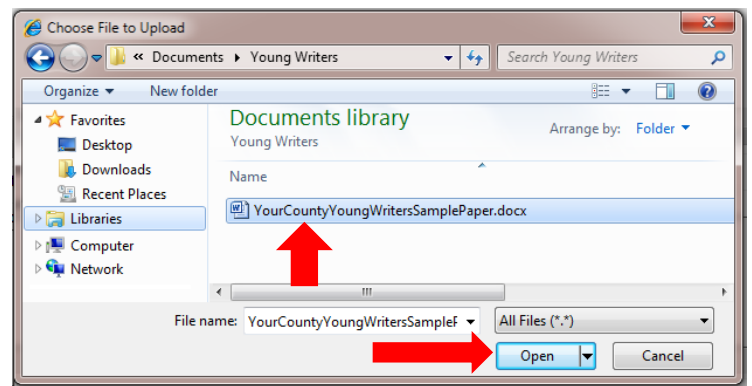 Choose File to Upload
« Documents Young Writers Search Young Writers
Organize New folder
Favorites
Desktop
Downloads
Recent Places
Libraries
Computer
Network
Documents library
Young Writers
Arrange by: Folder
Name
YourCountyYoungWritersSamplePaper.docx
File name: YourCountyYoungWritersSampleF All Files (*.*)
Open Cancel